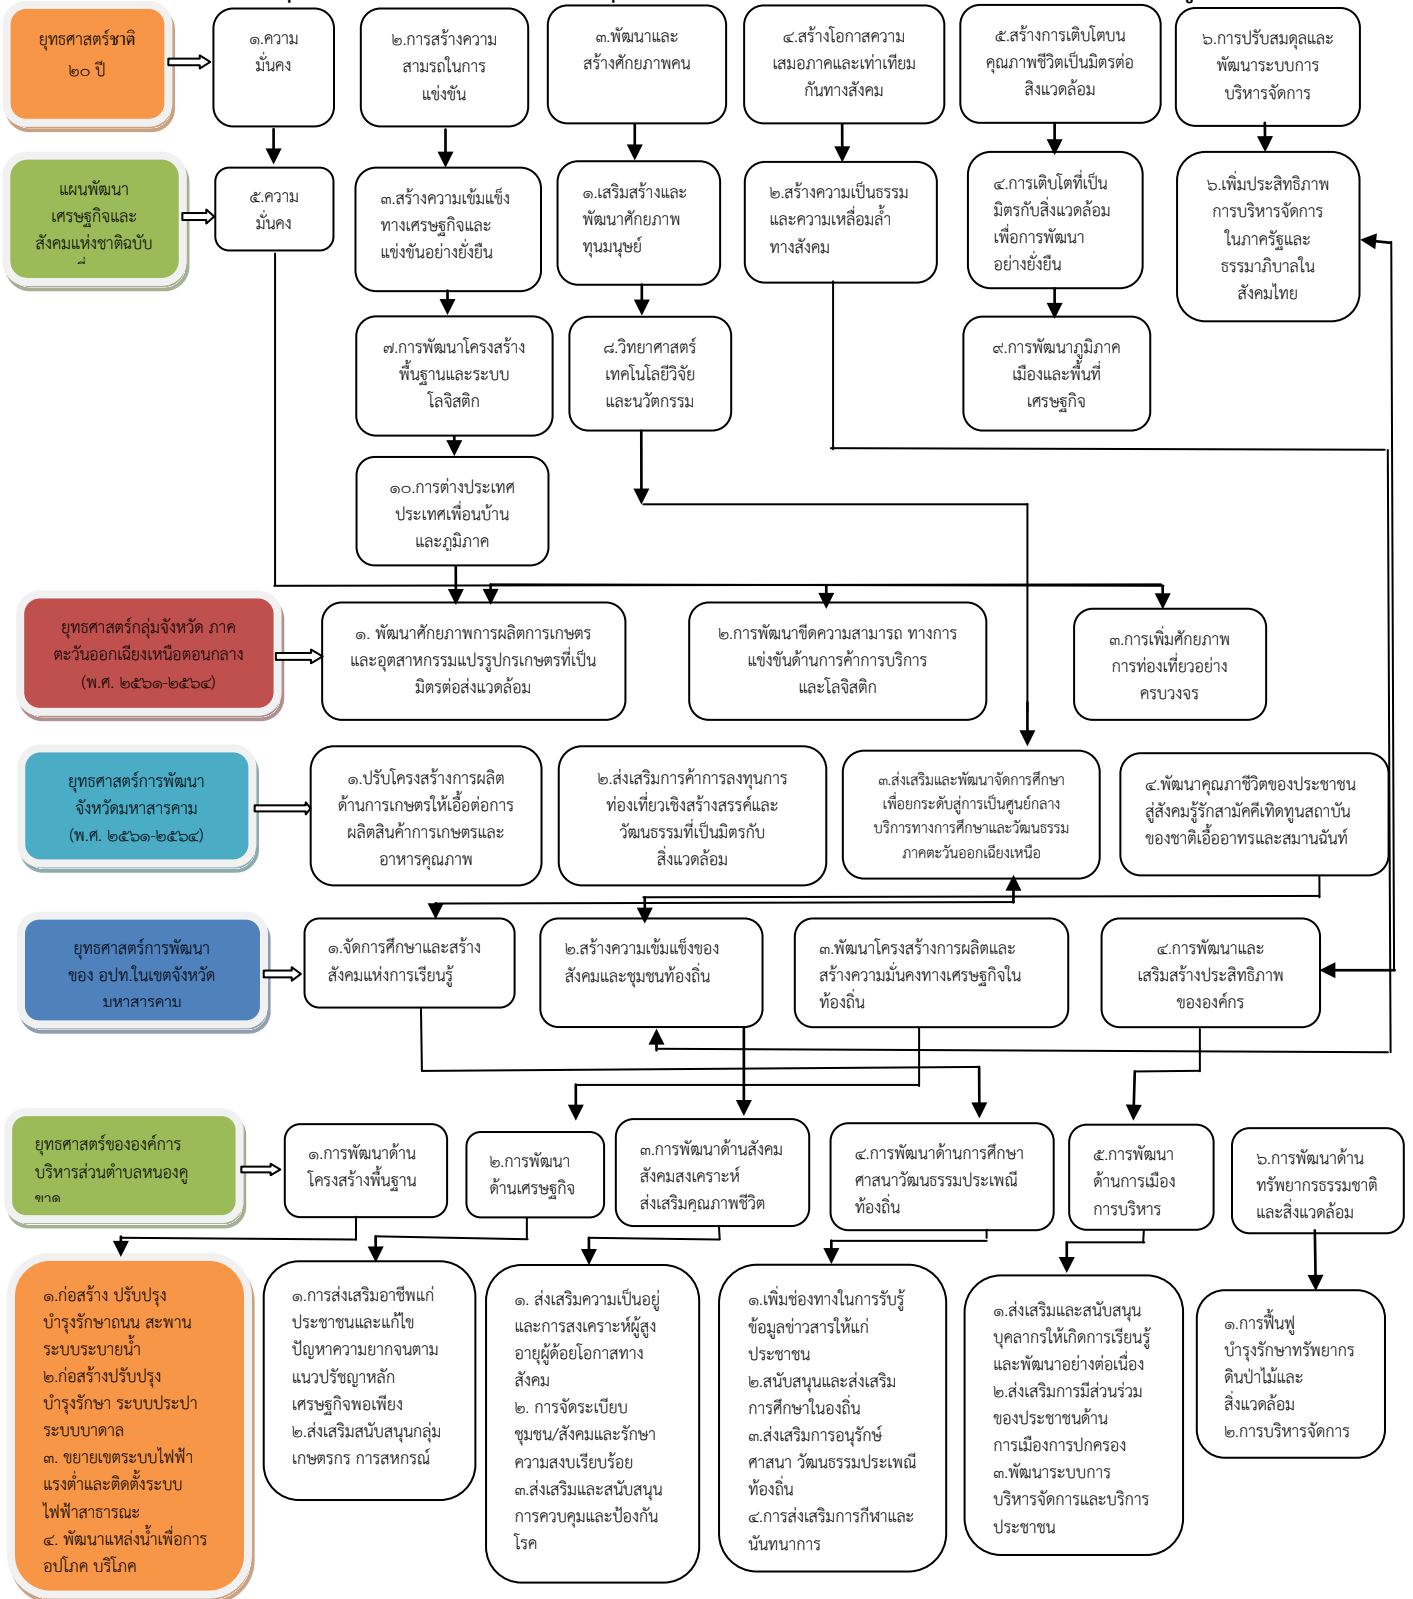 ยุทธศาสตร์ชาติ
๒๐ ปี
๑.ความ
มั่นคง
๒.การสร้างความ
สามรถในการ
แข่งขัน
๓.พัฒนาและ
สร้างศักยภาพคน
๔.สร้างโอกาสความ
เสมอภาคและเท่าเทียม
กันทางสังคม
๕.สร้างการเติบโตบน
คุณภาพชีวิตเป็นมิตรต่อ
สิงแวดล้อม
๖.การปรับสมดุลและ
พัฒนาระบบการ
บริหารจัดการ
แผนพัฒนา
เศรษฐกิจและ
สังคมแห่งชาติฉบับ
๕.ความ
มั่นคง
๓.สร้างความเข้มแข็ง
ทางเศรษฐกิจและ
แข่งขันอย่างยั่งยืน
๑.เสริมสร้างและ
พัฒนาศักยภาพ
ทุนมนุษย์
๒.สร้างความเป็นธรรม
และความเหลื่อมล้ำ
ทางสังคม
๔.การเติบโตที่เป็น
มิตรกับสิ่งแวดล้อม
เพื่อการพัฒนา
อย่างยั่งยืน
๖.เพิ่มประสิทธิภาพ
การบริหารจัดการ
ในภาครัฐและ
ธรรมาภิบาลใน
สังคมไทย
๗.การพัฒนาโครงสร้าง
พื้นฐานและระบบ
โลจิสติก
๘.วิทยาศาสตร์
เทคโนโลยีวิจัย
และนวัตกรรม
๙.การพัฒนาภูมิภาค
เมืองและพื้นที่
เศรษฐกิจ
๑๐.การต่างประเทศ
ประเทศเพื่อนบ้าน
และภูมิภาค
ยุทธศาสตร์กลุ่มจังหวัด ภาค
ตะวันออกเฉียงเหนือตอนกลาง
(พ.ศ. ๒๕๖๑-๒๕๖๔)
๑. พัฒนาศักยภาพการผลิตการเกษตร
และอุตสาหกรรมแปรรูปกรเกษตรที่เป็น
มิตรต่อส่งแวดล้อม
๒.การพัฒนาขีดความสามารถ ทางการ
แข่งขันด้านการค้าการบริการ
และโลจิสติก
๓.การเพิ่มศักยภาพ
การท่องเที่ยวอย่าง
ครบวงจร
ยุทธศาสตร์การพัฒนา
จังหวัดมหาสารคาม
(พ.ศ. ๒๕๖๑-๒๕๖๔)
๑.ปรับโครงสร้างการผลิต
ด้านการเกษตรให้เอื้อต่อการ
ผลิตสินค้าการเกษตรและ
อาหารคุณภาพ
๒.ส่งเสริมการค้าการลงทุนการ
ท่องเที่ยวเชิงสร้างสรรค์และ
วัฒนธรรมที่เป็นมิตรกับ
สิ่งแวดล้อม
๓.ส่งเสริมและพัฒนาจัดการศึกษา
เพื่อยกระดับสู่การเป็นศูนย์กลาง
บริการทางการศึกษาและวัฒนธรรม
ภาคตะวันออกเฉียงเหนือ
๔.พัฒนาคุณภาชีวิตของประชาชน
สู่สังคมรู้รักสามัคคีเทิดทูนสถาบัน
ของชาติเอื้ออาทรและสมานฉันท์
ยุทธศาสตร์การพัฒนา
ของ อปท.ในเขตจังหวัด
มหาสารคาม
๑.จัดการศึกษาและสร้าง
สังคมแห่งการเรียนรู้
๒.สร้างความเข้มแข็งของ
สังคมและชุมชนท้องถิ่น
๓.พัฒนาโครงสร้างการผลิตและ
สร้างความมั่นคงทางเศรษฐกิจใน
ท้องถิ่น
๔.การพัฒนาและ
เสริมสร้างประสิทธิภาพ
ขององค์กร
ยุทธศาสตร์ขององค์การ
บริหารส่วนตำบลหนองคู
ขาด
๑.การพัฒนาด้าน
โครงสร้างพื้นฐาน
๒.การพัฒนา
ด้านเศรษฐกิจ
๓.การพัฒนาด้านสังคม
สังคมสงเคราะห์
ส่งเสริมคุณภาพชีวิต
๔.การพัฒนาด้านการศึกษา
ศาสนาวัฒนธรรมประเพณี
ท้องถิ่น
๕.การพัฒนา
ด้านการเมือง
การบริหาร
๖.การพัฒนาด้าน
ทรัพยากรธรรมชาติ
และสิ่งแวดล้อม
๑.ก่อสร้าง ปรับปรุง
บำรุงรักษาถนน สะพาน
ระบบระบายน้ำ
๒.ก่อสร้างปรับปรุง
บำรุงรักษา ระบบประปา
ระบบบาดาล
๓. ขยายเขตระบบไฟฟ้า
แรงต่ำและติดตั้งระบบ
ไฟฟ้าสาธารณะ
๔. พัฒนาแหล่งน้ำเพื่อการ
อุปโภค บริโภค
๑.การส่งเสริมอาชีพแก่
ประชาชนและแก้ไข
ปัญหาความยากจนตาม
แนวปรัชญาหลัก
เศรษฐกิจพอเพียง
๒.ส่งเสริมสนับสนุนกลุ่ม
เกษตรกร การสหกรณ์
๑. ส่งเสริมความเป็นอยู่
และการสงเคราะห์ผู้สูง
อายุผู้ด้อยโอกาสทาง
สังคม
๒. การจัดระเบียบ
ชุมชน/สังคมและรักษา
ความสงบเรียบร้อย
๓.ส่งเสริมและสนับสนุน
การควบคุมและป้องกัน
โรค
๑.เพิ่มช่องทางในการรับรู้
ข้อมูลข่าวสารให้แก่
ประชาชน
๒.สนับสนุนและส่งเสริม
การศึกษาในองถิ่น
๓.ส่งเสริมการอนุรักษ์
ศาสนา วัฒนธรรมประเพณี
ท้องถิ่น
๔.การส่งเสริมการกีฬาและ
นันทนาการ
๑.ส่งเสริมและสนับสนุน
บุคลากรให้เกิดการเรียนรู้
และพัฒนาอย่างต่อเนื่อง
๒.ส่งเสริมการมีส่วนร่วม
ของประชาชนด้าน
การเมืองการปกครอง
๓.พัฒนาระบบการ
บริหารจัดการและบริการ
ประชาชน
๑.การฟื้นฟู
บำรุงรักษาทรัพยากร
ดินป่าไม้และ
สิ่งแวดล้อม
๒.การบริหารจัดการ